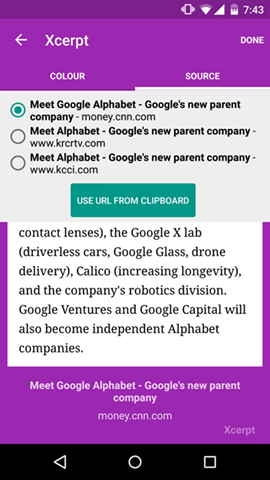 7:43
Xcerpt
DONE
COLOUR
SOURCE
Meet Google Alphabet - Google's new parent
company - money.cnn.com
Meet Alphabet - Google's new parent company -
www.krcrtv.com
Meet Alphabet - Google's new parent company -
www.kcci.com
USE URL FROM CLIPBOARD
contact lenses), the Google X lab
(driverless cars, Google Glass, drone
delivery), Calico (increasing longevity),
and the company's robotics division.
Google Ventures and Google Capital will
also become independent Alphabet
companies.
Meet Google Alphabet - Google's new parent
company
money.cnn.com
Xcerpt